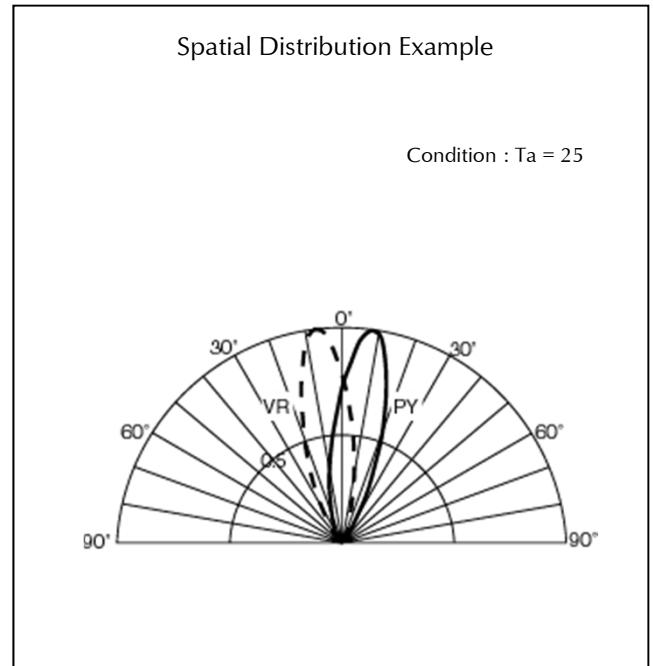 Spatial Distribution Example
Condition : Ta = 25
0°
30° 30°
VR PY
60° 60°
0.5
90° 90°